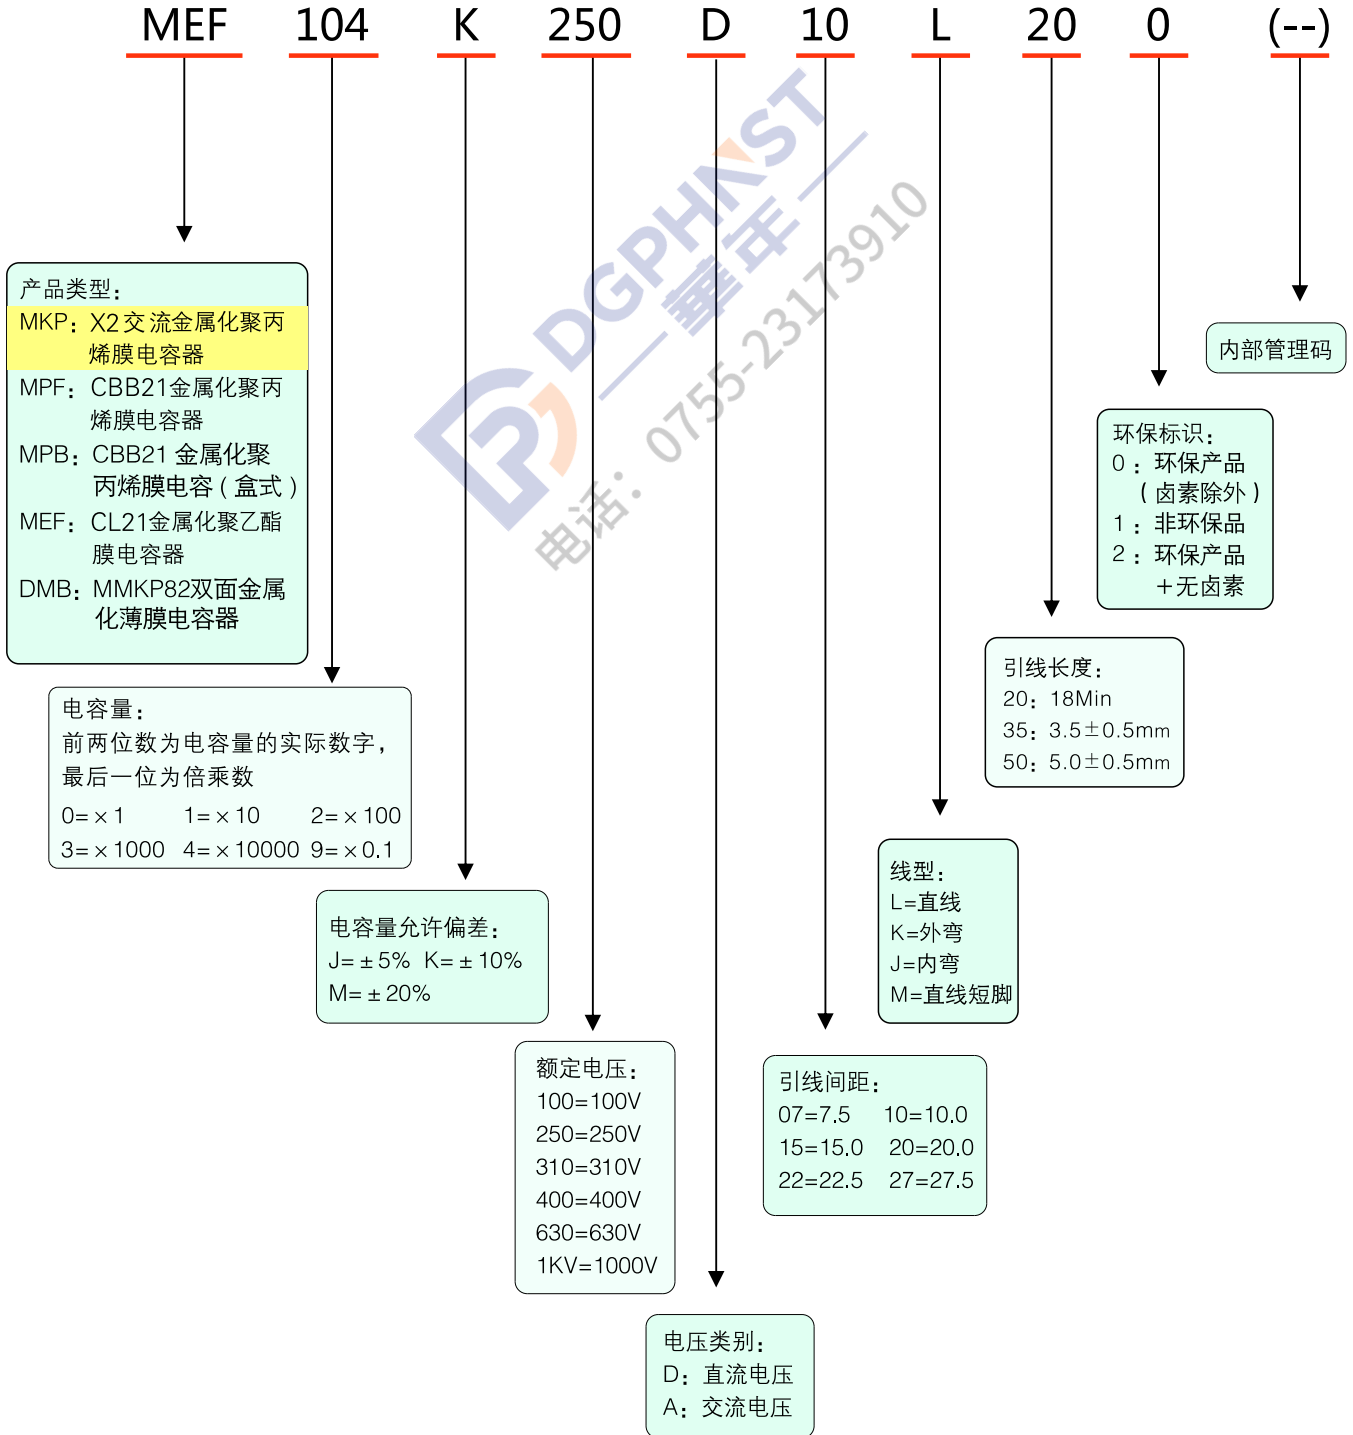 MEF 104 K 250 D 10 L 20 0 (--)
DGPHNST
電年
电话：0755-23173910
产品类型：
MKP：X2交流金属化聚丙
烯膜电容器
MPF：CBB21金属化聚丙
烯膜电容器
MPB：CBB21 金属化聚
丙烯膜电容（盒式）
MEF：CL21金属化聚乙酯
膜电容器
DMB：MMKP82双面金属
化薄膜电容器
内部管理码
环保标识：
0：环保产品
（卤素除外）
1：非环保品
2：环保产品
＋无卤素
引线长度：
20：18Min
35：3.5±0.5mm
50：5.0±0.5mm
电容量：
前两位数为电容量的实际数字，
最后一位为倍乘数
0=×1 1=×10 2=×100
3=×1000 4=×10000 9=×0.1
线型：
L=直线
K=外弯
J=内弯
M=直线短脚
电容量允许偏差：
J=±5% K=±10%
M=±20%
额定电压：
100=100V
250=250V
310=310V
400=400V
630=630V
1KV=1000V
引线间距：
07=7.5 10=10.0
15=15.0 20=20.0
22=22.5 27=27.5
电压类别：
D：直流电压
A：交流电压